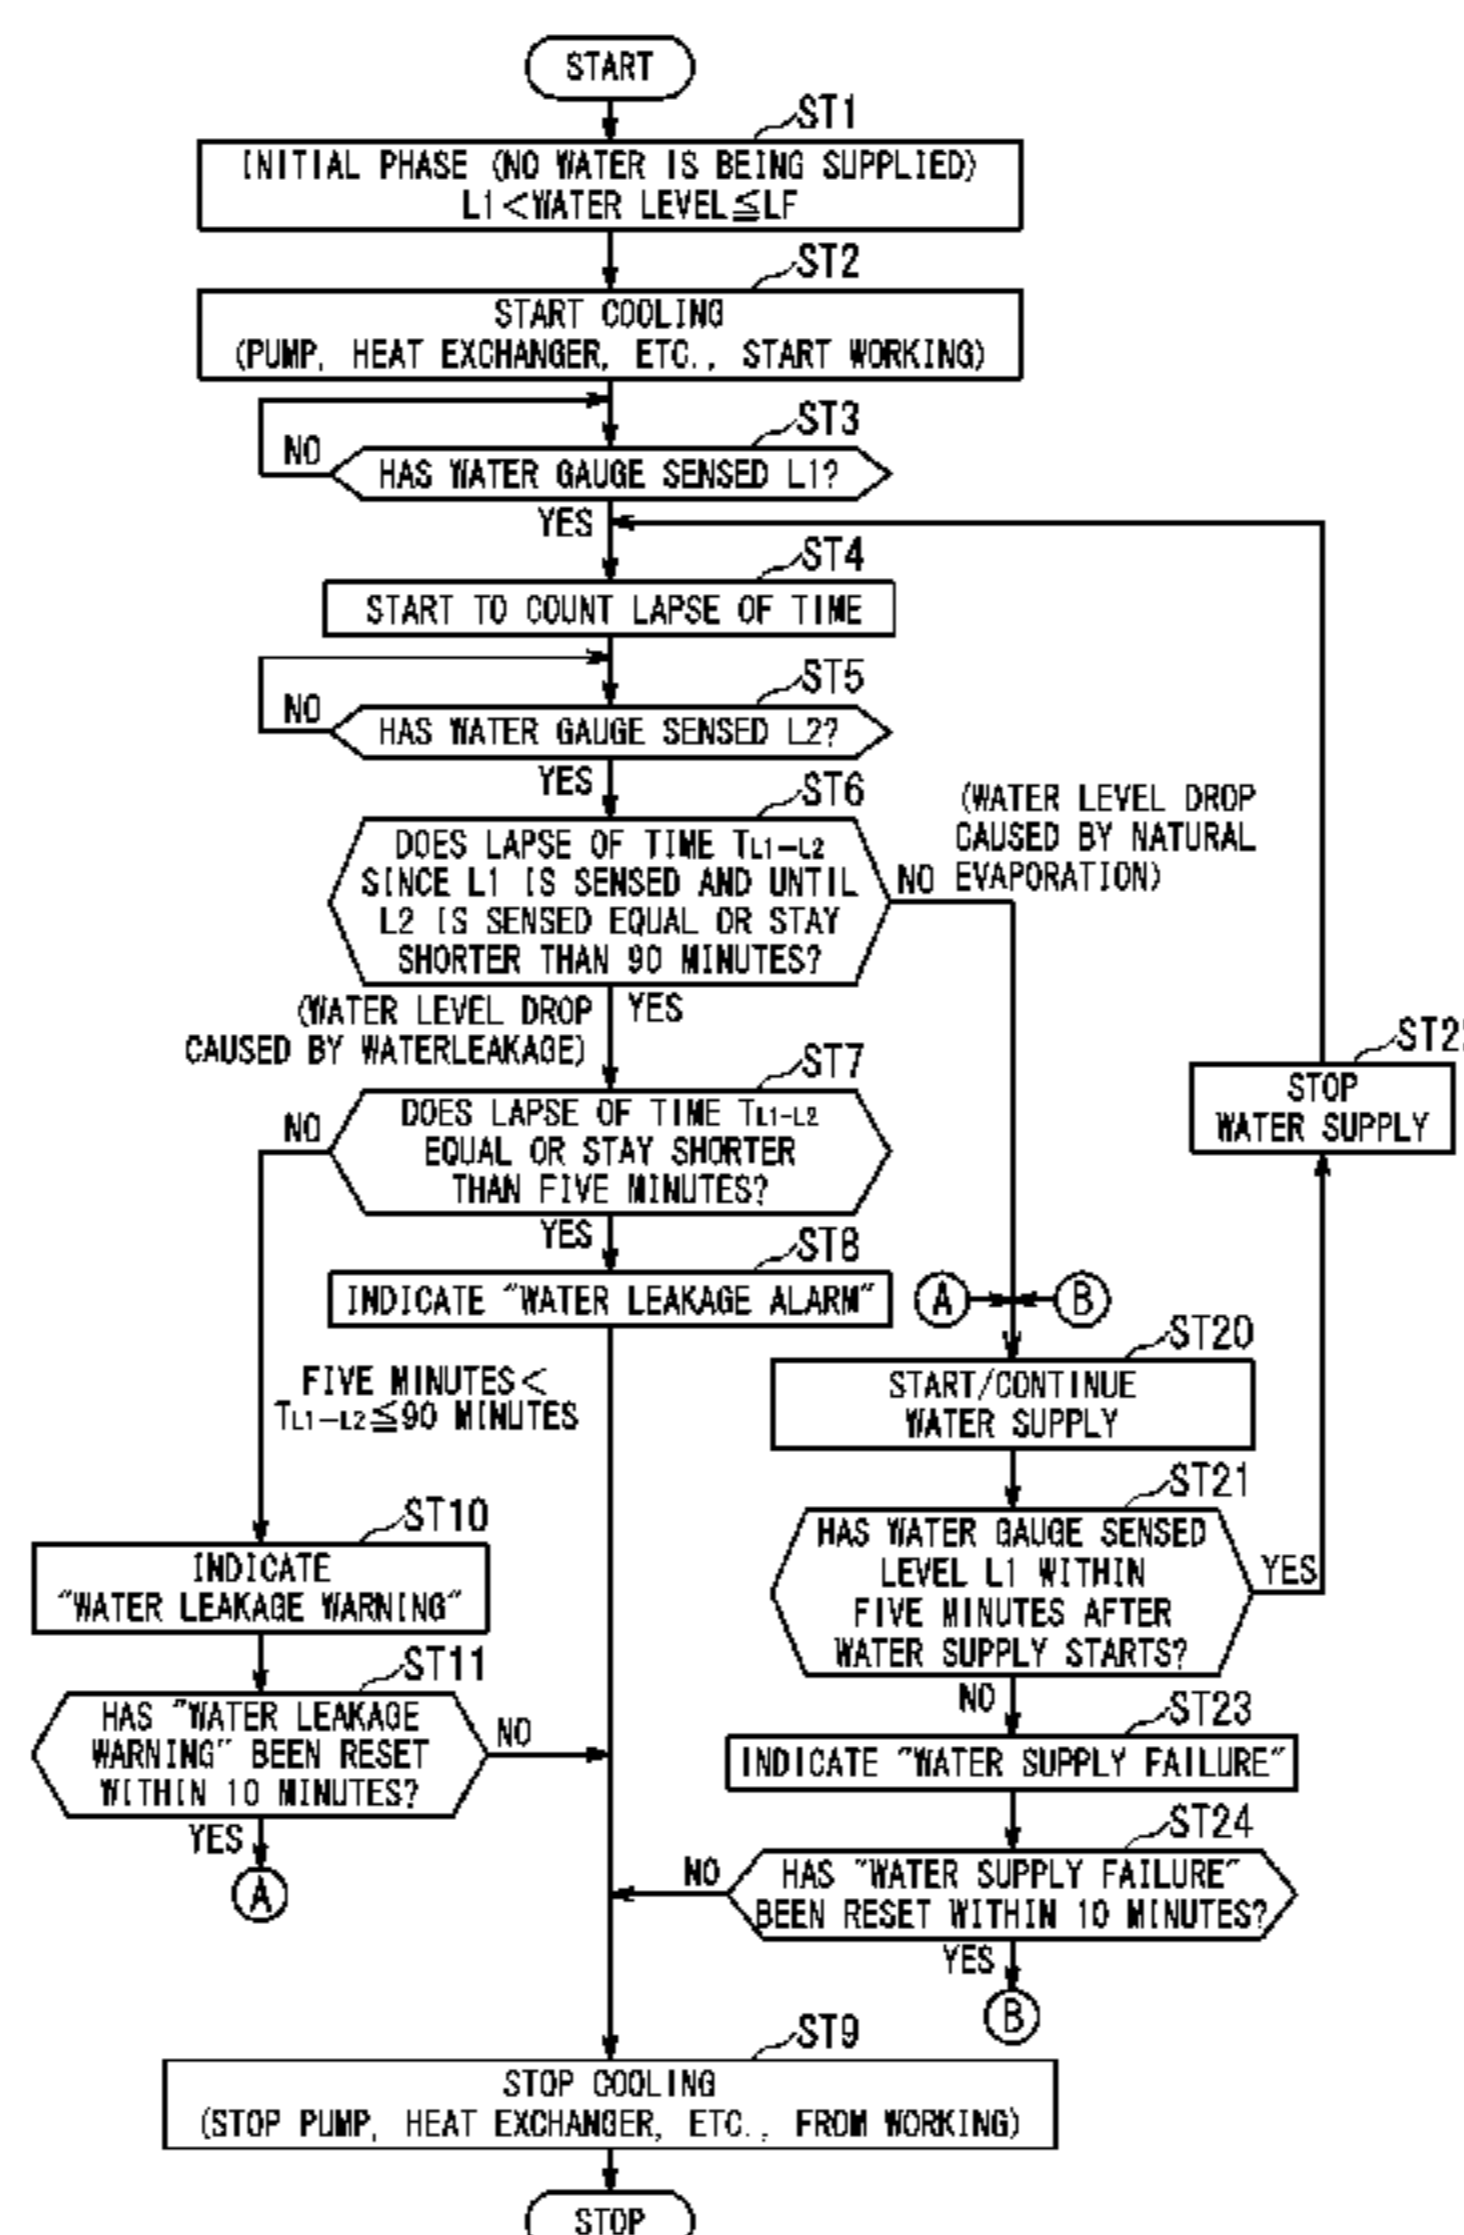 START
ST1
INITIAL PHASE (NO WATER IS BEING SUPPLIED)
L1<WATER LEVEL≦LF
ST2
START COOLING
(PUMP, HEAT EXCHANGER, ETC., START WORKING)
ST3
NO
HAS WATER GAUGE SENSED L1?
YES
ST4
START TO COUNT LAPSE OF TIME
ST5
NO
HAS WATER GAUGE SENSED L2?
YES
ST6
DOES LAPSE OF TIME TL1-L2
SINCE L1 IS SENSED AND UNTIL
L2 IS SENSED EQUAL OR STAY
SHORTER THAN 90 MINUTES?
(WATER LEVEL DROP
CAUSED BY NATURAL
NO EVAPORATION)
(WATER LEVEL DROP
CAUSED BY WATERLEAKAGE)
YES
ST7
NO
DOES LAPSE OF TIME TL1-L2
EQUAL OR STAY SHORTER
THAN FIVE MINUTES?
YES
ST8
INDICATE "WATER LEAKAGE ALARM"
FIVE MINUTES<
TL1-L2≦90 MINUTES
ST10
INDICATE
"WATER LEAKAGE WARNING"
ST11
HAS "WATER LEAKAGE
WARNING" BEEN RESET
WITHIN 10 MINUTES?
NO
YES
A
STOP
WATER SUPPLY
A
B
ST20
START/CONTINUE
WATER SUPPLY
ST21
HAS WATER GAUGE SENSED
LEVEL L1 WITHIN
FIVE MINUTES AFTER
WATER SUPPLY STARTS?
YES
NO
ST23
INDICATE "WATER SUPPLY FAILURE"
ST24
NO
HAS "WATER SUPPLY FAILURE"
BEEN RESET WITHIN 10 MINUTES?
YES
B
ST9
STOP COOLING
(STOP PUMP, HEAT EXCHANGER, ETC., FROM WORKING)
STOP